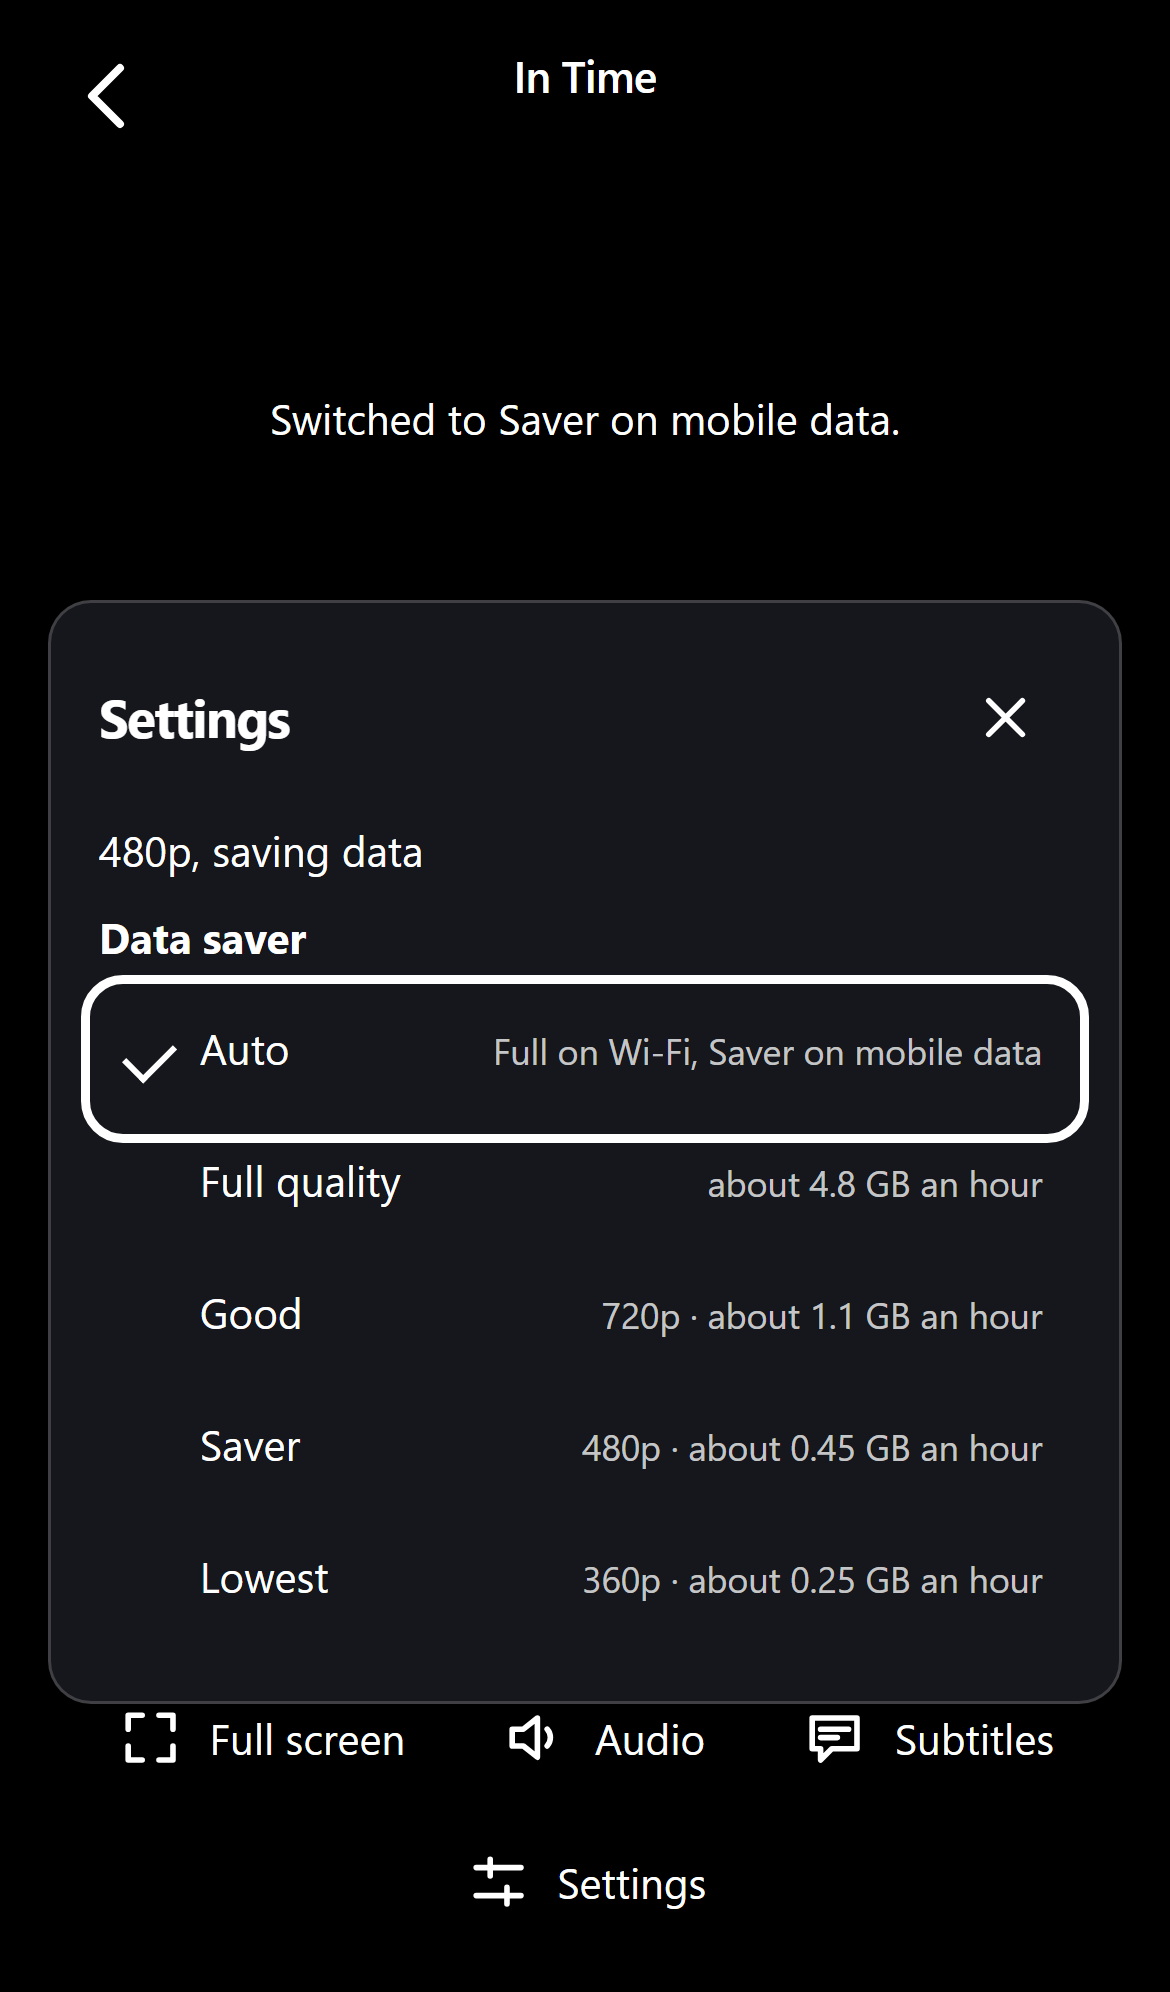 In Time
Switched to Saver on mobile data.
Settings
480p, saving data
Data saver
Auto Full on Wi-Fi, Saver on mobile data
Full quality about 4.8 GB an hour
Good 720p · about 1.1 GB an hour
Saver 480p · about 0.45 GB an hour
Lowest 360p · about 0.25 GB an hour
Full screen Audio Subtitles
Settings